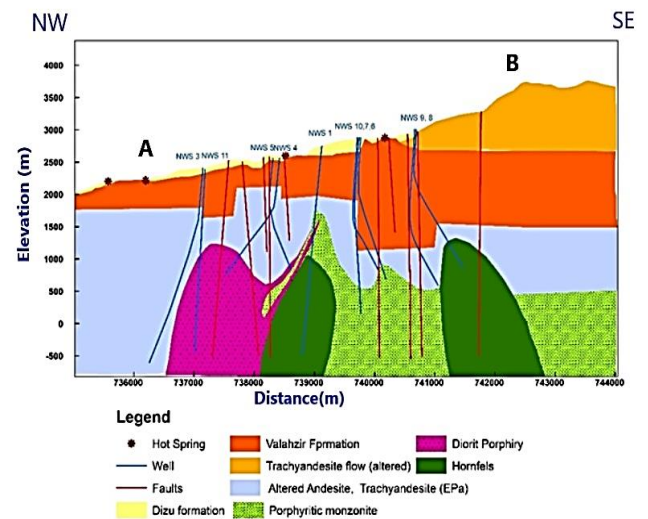 NW
SE
4000
3500
3000
2500
2000
1500
1000
500
0
-500
Elevation (m)
A
B
NWS 3 NWS 11
NWS 5 NWS 4
NWS 1
NWS 10,7,6
NWS 9, 8
736000 737000 738000 739000 740000 741000 742000 743000 744000
Distance(m)
Legend
Hot Spring
Valahzir Fprmation
Diorit Porphiry
Well
Trachyandesite flow (altered)
Hornfels
Faults
Altered Andesite, Trachyandesite (EPa)
Dizu formation
Porphyritic monzonite